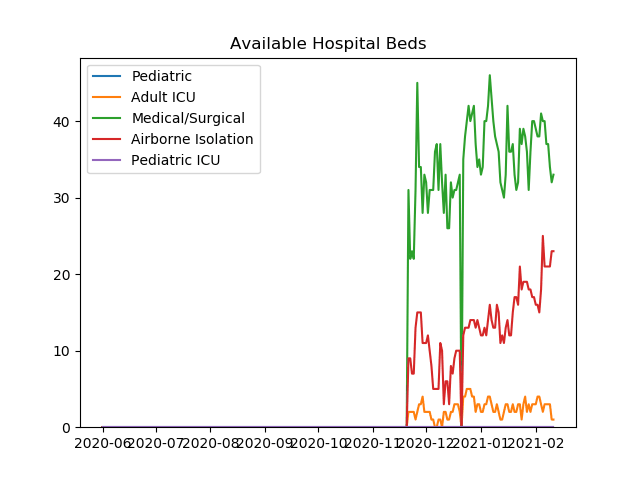 Available Hospital Beds
Pediatric
Adult ICU
Medical/Surgical
Airborne Isolation
Pediatric ICU
40
30
20
10
0
2020-06 2020-07 2020-08 2020-09 2020-10 2020-11 2020-12 2021-01 2021-02